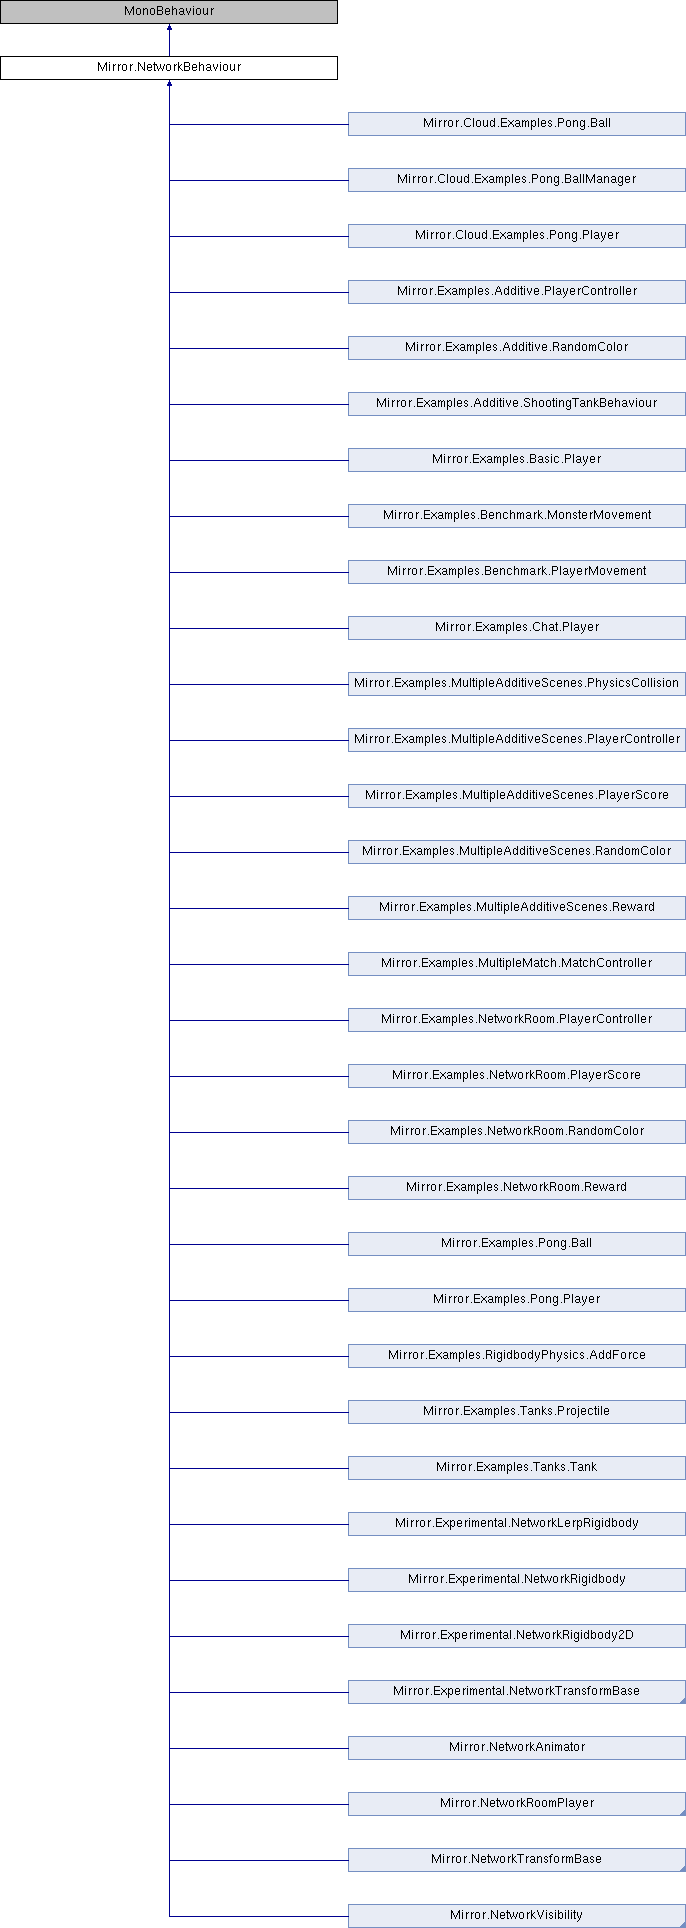 MonoBehaviour
Mirror.NetworkBehaviour
Mirror.Cloud.Examples.Pong.Ball
Mirror.Cloud.Examples.Pong.BallManager
Mirror.Cloud.Examples.Pong.Player
Mirror.Examples.Additive.PlayerController
Mirror.Examples.Additive.RandomColor
Mirror.Examples.Additive.ShootingTankBehaviour
Mirror.Examples.Basic.Player
Mirror.Examples.Benchmark.MonsterMovement
Mirror.Examples.Benchmark.PlayerMovement
Mirror.Examples.Chat.Player
Mirror.Examples.MultipleAdditiveScenes.PhysicsCollision
Mirror.Examples.MultipleAdditiveScenes.PlayerController
Mirror.Examples.MultipleAdditiveScenes.PlayerScore
Mirror.Examples.MultipleAdditiveScenes.RandomColor
Mirror.Examples.MultipleAdditiveScenes.Reward
Mirror.Examples.MultipleMatch.MatchController
Mirror.Examples.NetworkRoom.PlayerController
Mirror.Examples.NetworkRoom.PlayerScore
Mirror.Examples.NetworkRoom.RandomColor
Mirror.Examples.NetworkRoom.Reward
Mirror.Examples.Pong.Ball
Mirror.Examples.Pong.Player
Mirror.Examples.RigidbodyPhysics.AddForce
Mirror.Examples.Tanks.Projectile
Mirror.Examples.Tanks.Tank
Mirror.Experimental.NetworkLerpRigidbody
Mirror.Experimental.NetworkRigidbody
Mirror.Experimental.NetworkRigidbody2D
Mirror.Experimental.NetworkTransformBase
Mirror.NetworkAnimator
Mirror.NetworkRoomPlayer
Mirror.NetworkTransformBase
Mirror.NetworkVisibility